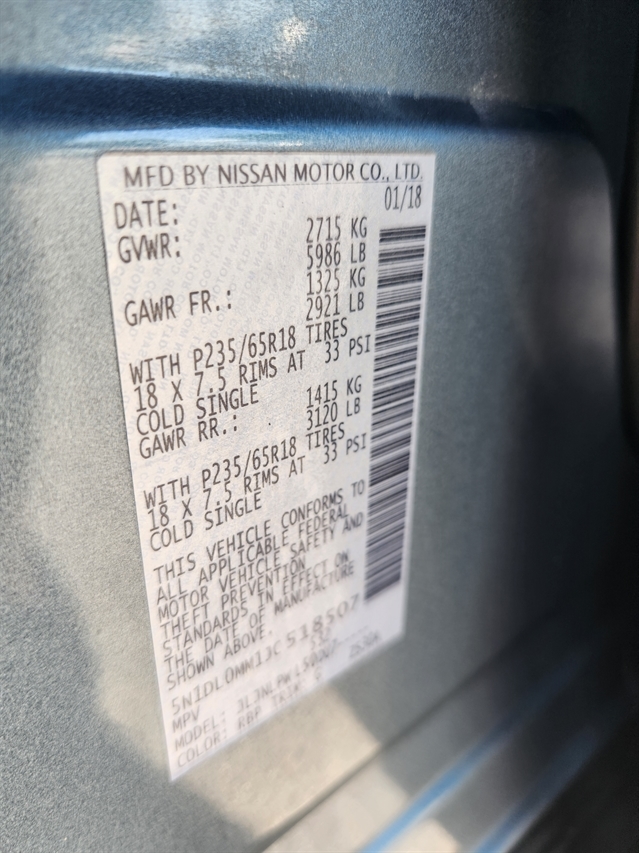 MFD BY NISSAN MOTOR CO., LTD.
DATE: 01/18
GVWR: 2715 KG
5986 LB
GAWR FR.: 1325 KG
2921 LB
WITH P235/65R18 TIRES
18 X 7.5 RIMS AT 33 PSI
COLD SINGLE
GAWR RR.: 1415 KG
3120 LB
WITH P235/65R18 TIRES
18 X 7.5 RIMS AT 33 PSI
COLD SINGLE
THIS VEHICLE CONFORMS TO
ALL APPLICABLE FEDERAL
MOTOR VEHICLE SAFETY AND
THEFT PREVENTION
STANDARDS IN EFFECT ON
THE DATE OF MANUFACTURE
SHOWN ABOVE.
5N1DL0MM1JC518507
MPV
MODEL:
COLOR: RBP TRIM: G